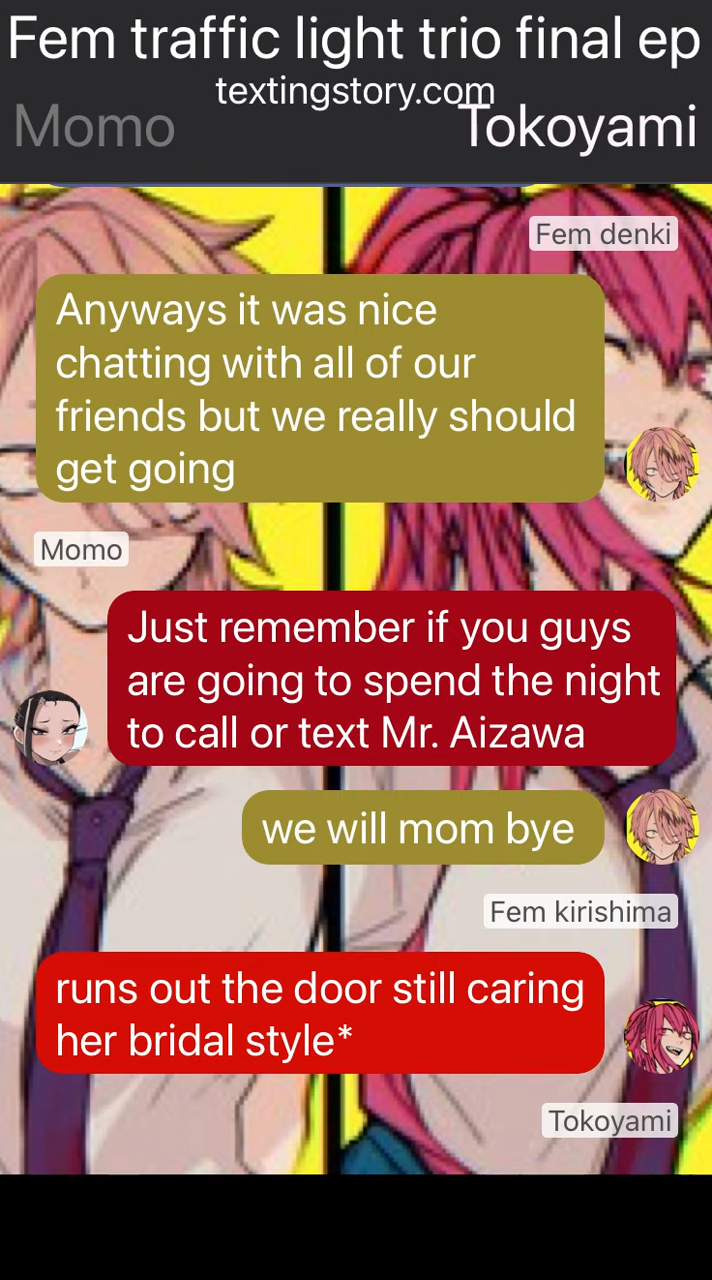 Fem traffic light trio final ep
textingstory.com
Momo
Tokoyami
Fem denki
Anyways it was nice
chatting with all of our
friends but we really should
get going
Momo
Just remember if you guys
are going to spend the night
to call or text Mr. Aizawa
we will mom bye
Fem kirishima
runs out the door still caring
her bridal style*
Tokoyami